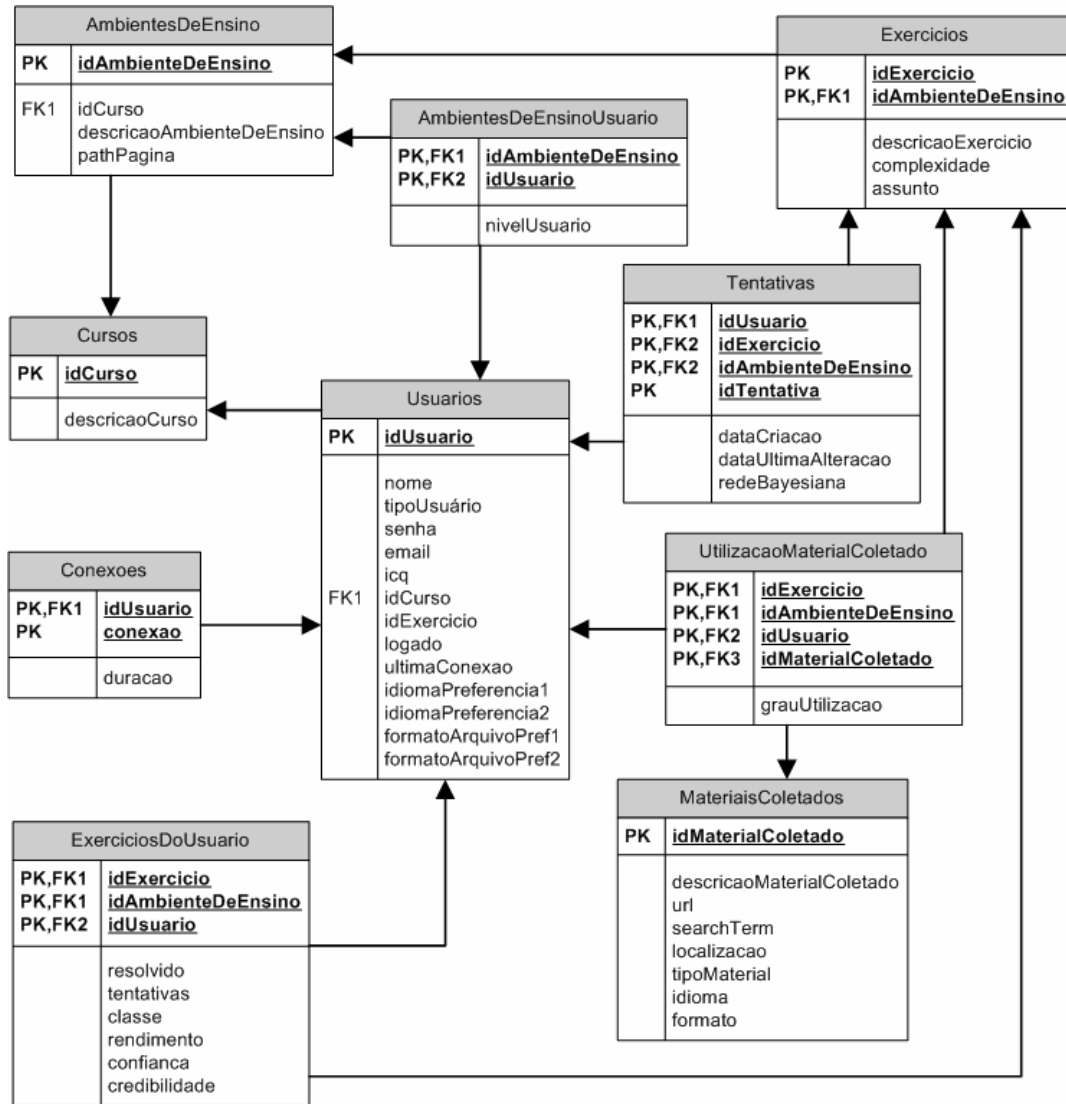 AmbientesDeEnsino
PK idAmbienteDeEnsino
FK1 idCurso
descricaoAmbienteDeEnsino
pathPagina
Exercicios
PK idExercicio
PK,FK1 idAmbienteDeEnsino
descricaoExercicio
complexidade
assunto
AmbientesDeEnsinoUsuario
PK,FK1 idAmbienteDeEnsino
PK,FK2 idUsuario
nivelUsuario
Tentativas
PK,FK1 idUsuario
PK,FK2 idExercicio
PK,FK2 idAmbienteDeEnsino
PK idTentativa
dataCriacao
dataUltimaAlteracao
redeBayesiana
Cursos
PK idCurso
descricaoCurso
Usuarios
PK idUsuario
nome
tipoUsuário
senha
email
icq
FK1 idCurso
idExercicio
logado
ultimaConexao
idiomaPreferencia1
idiomaPreferencia2
formatoArquivoPref1
formatoArquivoPref2
Conexoes
PK,FK1 idUsuario
PK conexao
duracao
UtilizacaoMaterialColetado
PK,FK1 idExercicio
PK,FK1 idAmbienteDeEnsino
PK,FK2 idUsuario
PK,FK3 idMaterialColetado
grauUtilizacao
MateriaisColetados
PK idMaterialColetado
descricaoMaterialColetado
url
searchTerm
localizacao
tipoMaterial
idioma
formato
ExerciciosDoUsuario
PK,FK1 idExercicio
PK,FK1 idAmbienteDeEnsino
PK,FK2 idUsuario
resolvido
tentativas
classe
rendimento
confianca
credibilidade